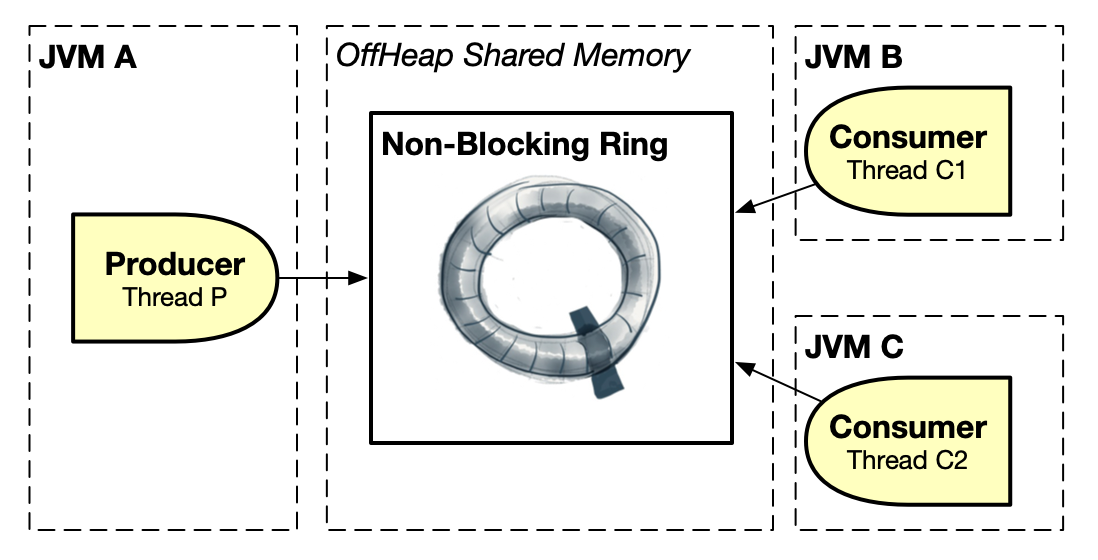 JVM A
Producer
Thread P
OffHeap Shared Memory
Non-Blocking Ring
JVM B
Consumer
Thread C1
JVM C
Consumer
Thread C2